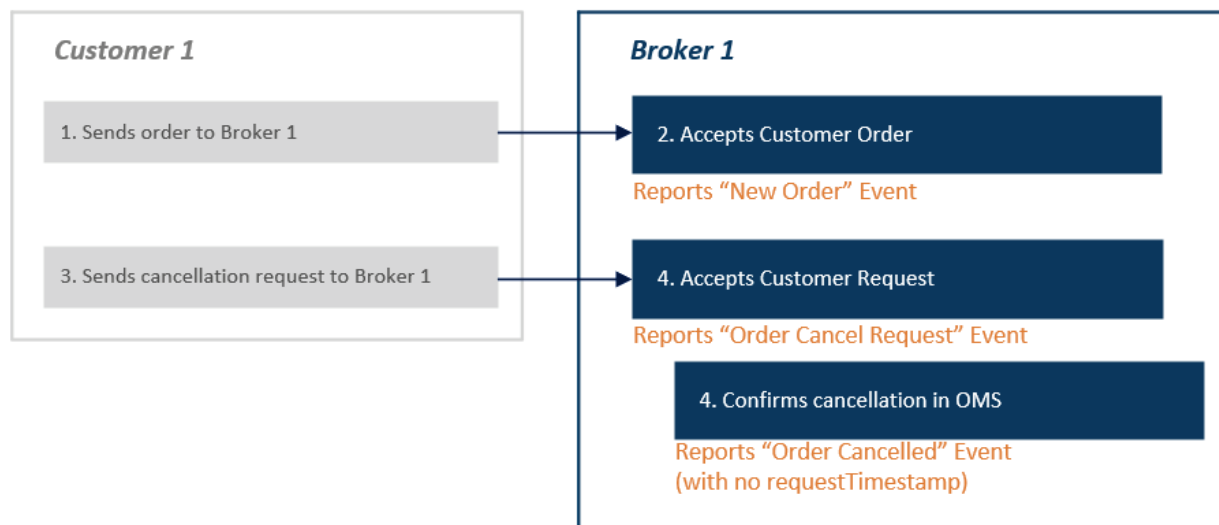 Customer 1
1. Sends order to Broker 1
3. Sends cancellation request to Broker 1
Broker 1
2. Accepts Customer Order
Reports “New Order” Event
4. Accepts Customer Request
Reports “Order Cancel Request” Event
4. Confirms cancellation in OMS
Reports “Order Cancelled” Event
(with no requestTimestamp)